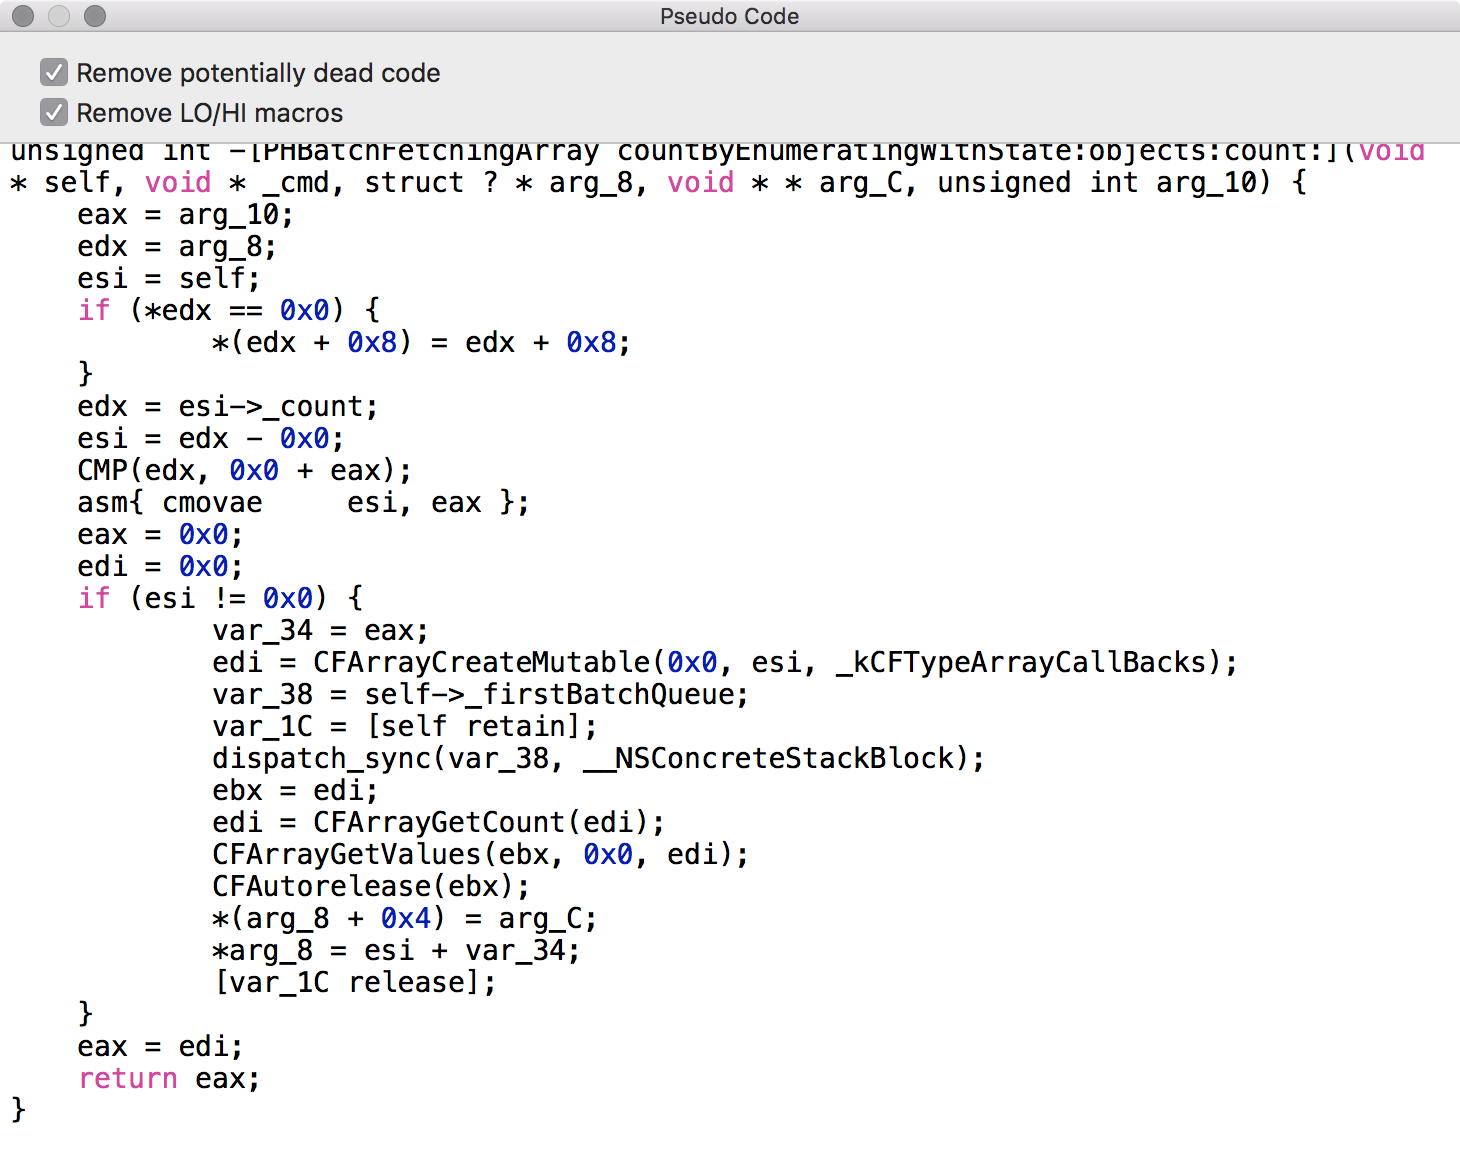 Pseudo Code
Remove potentially dead code
Remove LO/HI macros
unsigned int -[PHBatchFetchingArray countByEnumeratingWithState:objects:count:](void
* self, void * _cmd, struct ? * arg_8, void * * arg_C, unsigned int arg_10) {
    eax = arg_10;
    edx = arg_8;
    esi = self;
    if (*edx == 0x0) {
            *(edx + 0x8) = edx + 0x8;
    }
    edx = esi->_count;
    esi = edx - 0x0;
    CMP(edx, 0x0 + eax);
    asm{ cmovae     esi, eax };
    eax = 0x0;
    edi = 0x0;
    if (esi != 0x0) {
            var_34 = eax;
            edi = CFArrayCreateMutable(0x0, esi, _kCFTypeArrayCallBacks);
            var_38 = self->_firstBatchQueue;
            var_1C = [self retain];
            dispatch_sync(var_38, __NSConcreteStackBlock);
            ebx = edi;
            edi = CFArrayGetCount(edi);
            CFArrayGetValues(ebx, 0x0, edi);
            CFAutorelease(ebx);
            *(arg_8 + 0x4) = arg_C;
            *arg_8 = esi + var_34;
            [var_1C release];
    }
    eax = edi;
    return eax;
}